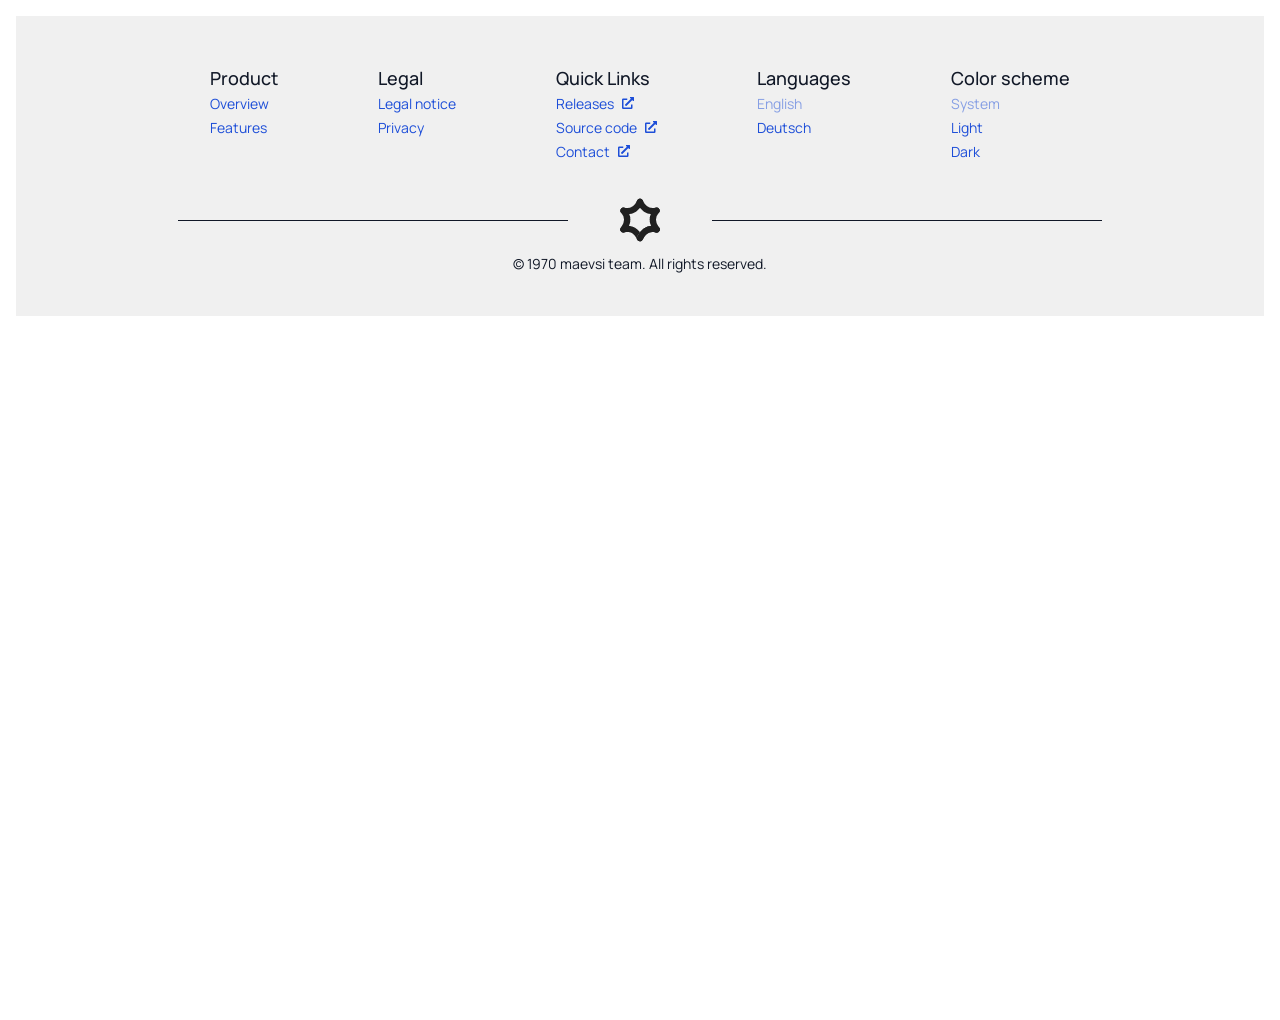 Product
Overview
Features
Legal
Legal notice
Privacy
Quick Links
Releases
Source code
Contact
Languages
English
Deutsch
Color scheme
System
Light
Dark
© 1970 maevsi team. All rights reserved.